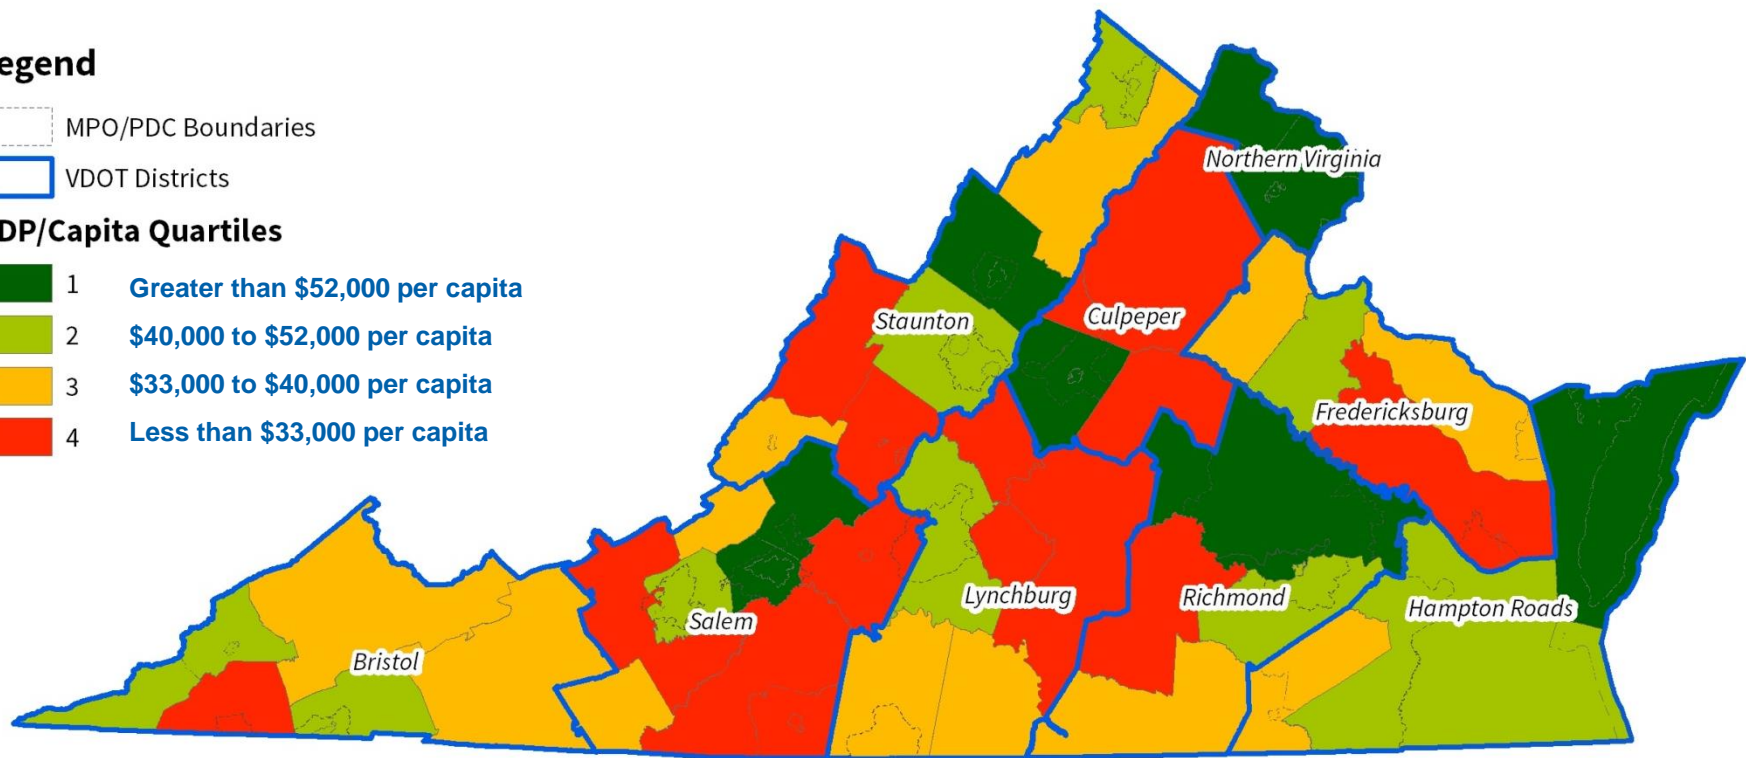 egend
MPO/PDC Boundaries
VDOT Districts
DP/Capita Quartiles
1 Greater than $52,000 per capita
2 $40,000 to $52,000 per capita
3 $33,000 to $40,000 per capita
4 Less than $33,000 per capita
Northern Virginia
Staunton
Culpeper
Fredericksburg
Lynchburg
Richmond
Hampton Roads
Salem
Bristol